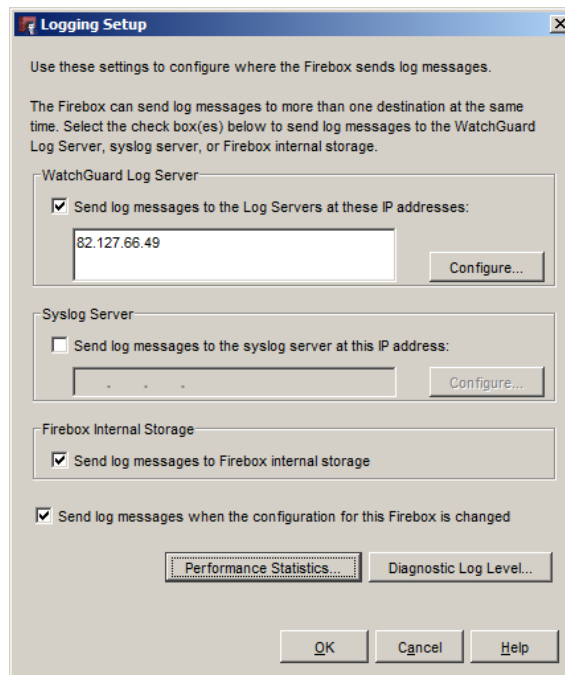 Logging Setup
Use these settings to configure where the Firebox sends log messages.
The Firebox can send log messages to more than one destination at the same
time. Select the check box(es) below to send log messages to the WatchGuard
Log Server, syslog server, or Firebox internal storage.
WatchGuard Log Server
Send log messages to the Log Servers at these IP addresses:
82.127.66.49
Configure...
Syslog Server
Send log messages to the syslog server at this IP address:
. . .
Configure...
Firebox Internal Storage
Send log messages to Firebox internal storage
Send log messages when the configuration for this Firebox is changed
Performance Statistics... Diagnostic Log Level...
OK Cancel Help